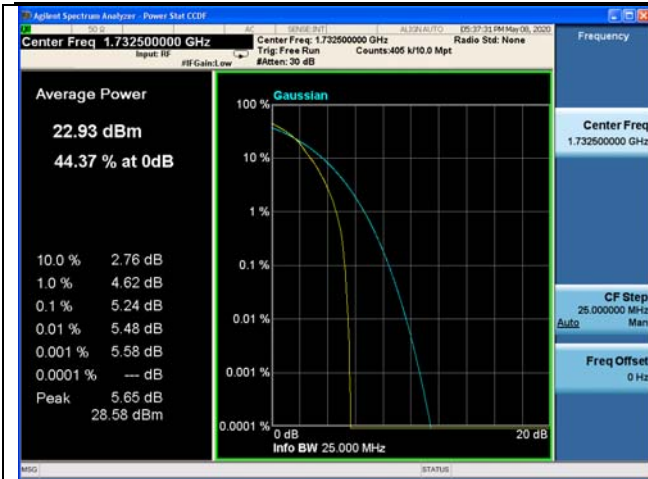 Agilent Spectrum Analyzer - Power Stat CCDF
50 Ω AC SENSE:INT ALIGN AUTO 05:37:31 PM May 08, 2020
Center Freq 1.732500000 GHz
Input: RF
#IFGain:Low
Center Freq: 1.732500000 GHz
Trig: Free Run Counts:405 k/10.0 Mpt
#Atten: 30 dB
Radio Std: None
Frequency
Average Power
22.93 dBm
44.37 % at 0dB
10.0 % 2.76 dB
1.0 % 4.62 dB
0.1 % 5.24 dB
0.01 % 5.48 dB
0.001 % 5.58 dB
0.0001 % --- dB
Peak 5.65 dB
28.58 dBm
Gaussian
100 %
10 %
1 %
0.1 %
0.01 %
0.001 %
0.0001 %
0 dB 20 dB
Info BW 25.000 MHz
Center Freq
1.732500000 GHz
CF Step
25.000000 MHz
Auto Man
Freq Offset
0 Hz
MSG STATUS